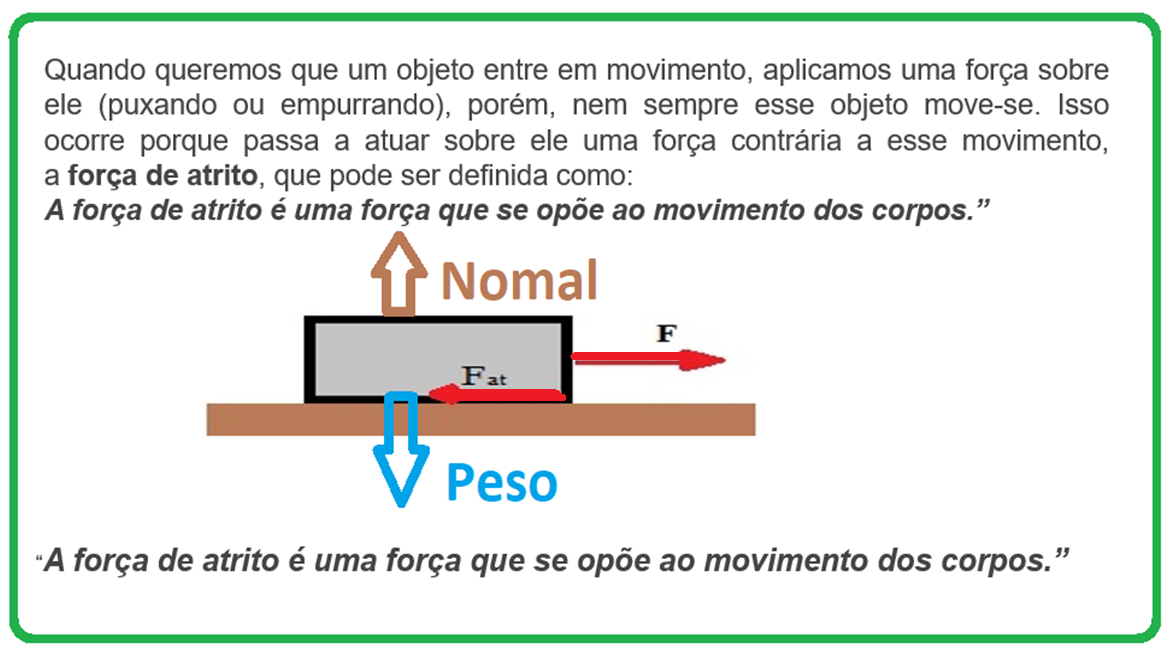 Quando queremos que um objeto entre em movimento, aplicamos uma força sobre
ele (puxando ou empurrando), porém, nem sempre esse objeto move-se. Isso
ocorre porque passa a atuar sobre ele uma força contrária a esse movimento,
a força de atrito, que pode ser definida como:
A força de atrito é uma força que se opõe ao movimento dos corpos.”
Nomal
F
Fat
Peso
“A força de atrito é uma força que se opõe ao movimento dos corpos.”